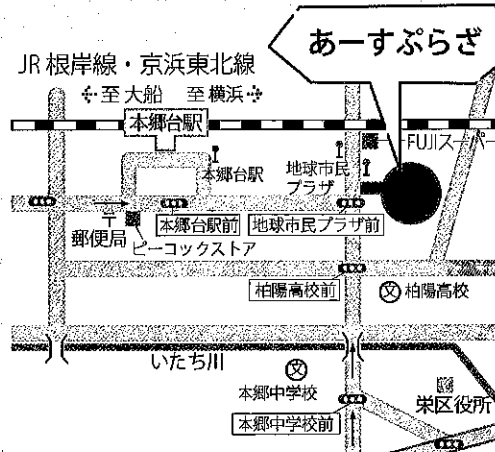 あーすぷらざ
JR 根岸線・京浜東北線
至 大船 至 横浜
本郷台駅
FUJIスーパー
本郷台駅
地球市民
プラザ
〒
郵便局
本郷台駅前
地球市民プラザ前
ピーコックストア
柏陽高校前
文 柏陽高校
いたち川
文
本郷中学校
栄区役所
本郷中学校前